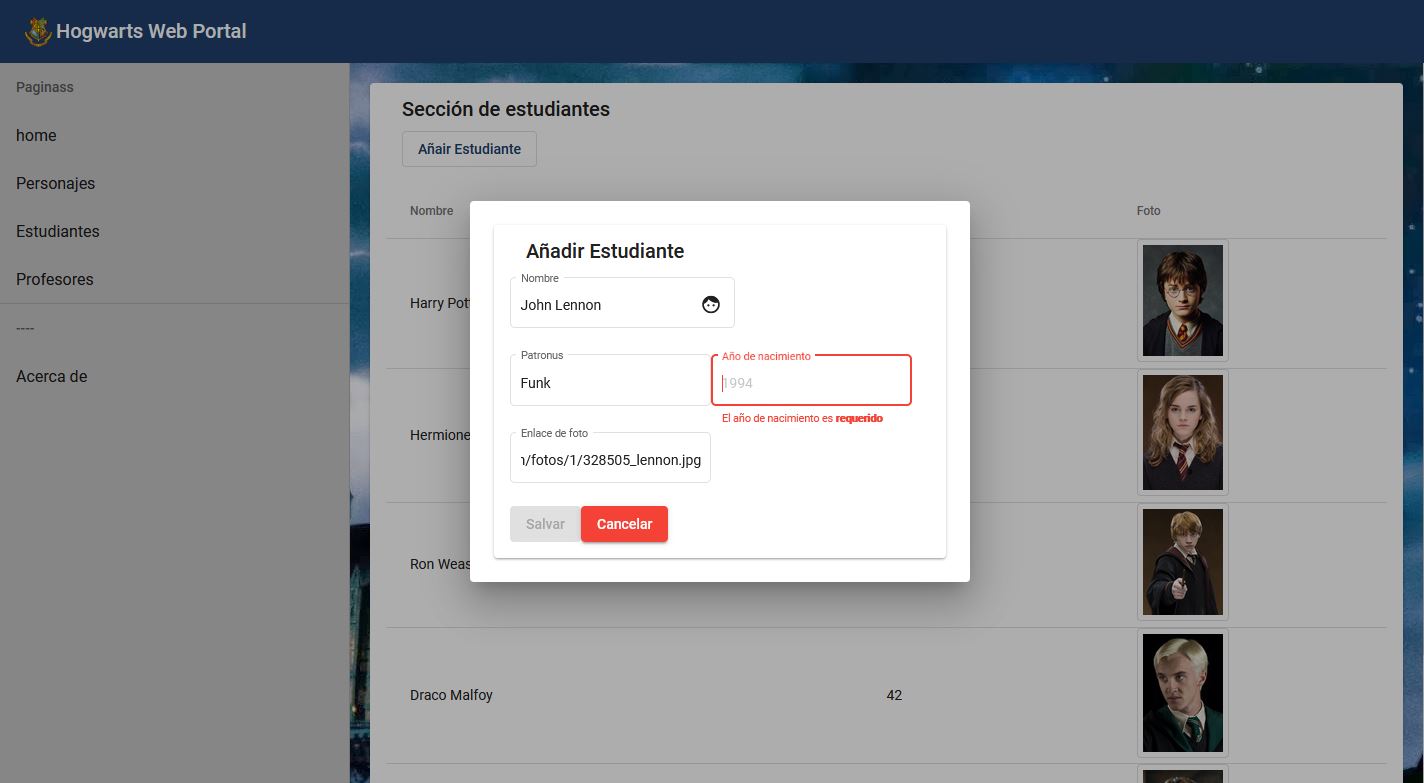 Hogwarts Web Portal
Paginass
home
Personajes
Estudiantes
Profesores
----
Acerca de
Sección de estudiantes
Añair Estudiante
Nombre
Foto
Harry Pot
Hermione
Ron Weas
Draco Malfoy
42
Añadir Estudiante
Nombre
John Lennon
Patronus
Funk
Año de nacimiento
1994
El año de nacimiento es requerido
Enlace de foto
/fotos/1/328505_lennon.jpg
Salvar
Cancelar